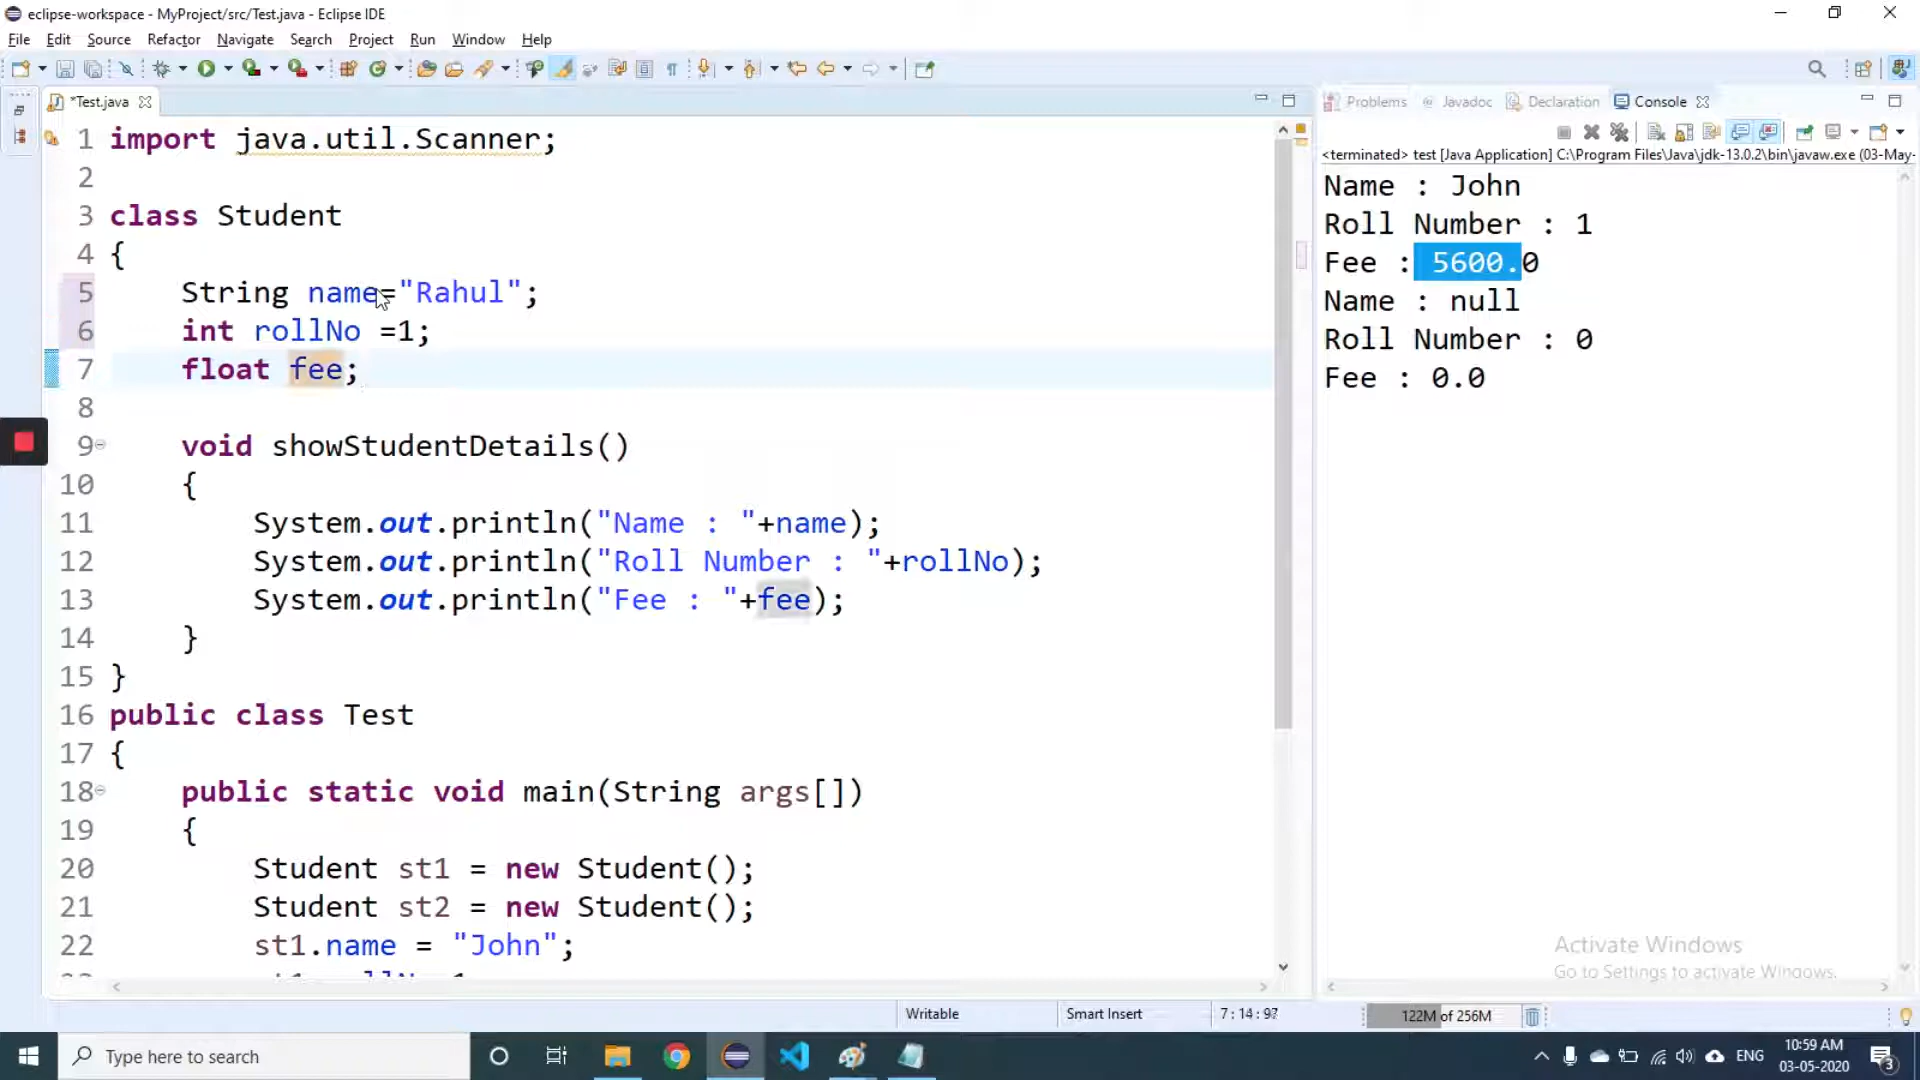 eclipse-workspace - MyProject/src/Test.java - Eclipse IDE
File Edit Source Refactor Navigate Search Project Run Window Help
*Test.java
1 import java.util.Scanner;
2
3 class Student
4 {
5 String name="Rahul";
6 int rollNo =1;
7 float fee;
8
9 void showStudentDetails()
10 {
11 System.out.println("Name : "+name);
12 System.out.println("Roll Number : "+rollNo);
13 System.out.println("Fee : "+fee);
14 }
15 }
16 public class Test
17 {
18 public static void main(String args[])
19 {
20 Student st1 = new Student();
21 Student st2 = new Student();
22 st1.name = "John";
Problems Javadoc Declaration Console
<terminated> test [Java Application] C:\Program Files\Java\jdk-13.0.2\bin\javaw.exe (03-May-
Name : John
Roll Number : 1
Fee : 5600.0
Name : null
Roll Number : 0
Fee : 0.0
Activate Windows
Go to Settings to activate Windows.
Writable Smart Insert 7 : 14 : 97 122M of 256M
Type here to search
ENG
10:59 AM
03-05-2020
3